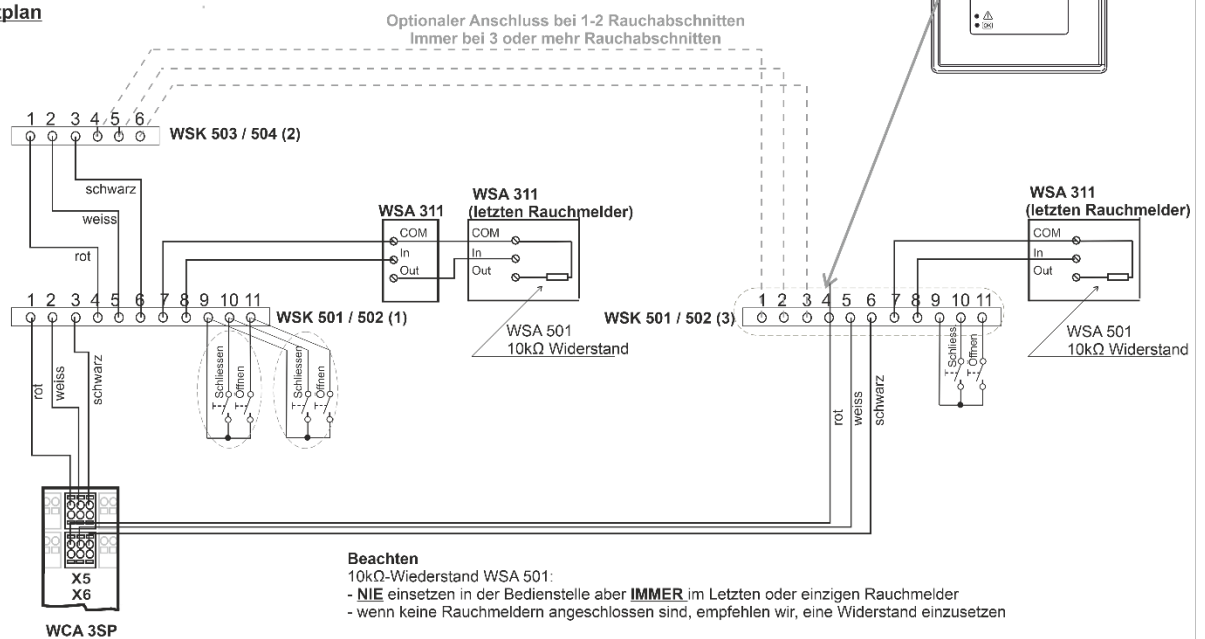 tplan
Optionaler Anschluss bei 1-2 Rauchabschnitten
Immer bei 3 oder mehr Rauchabschnitten
OK
1 2 3 4 5 6
WSK 503 / 504 (2)
schwarz
weiss
rot
WSA 311
COM
In
Out
WSA 311
(letzten Rauchmelder)
COM
In
Out
WSA 501
10kΩ Widerstand
WSA 311
(letzten Rauchmelder)
COM
In
Out
WSA 501
10kΩ Widerstand
1 2 3 4 5 6 7 8 9 10 11
WSK 501 / 502 (1)
WSK 501 / 502 (3)
1 2 3 4 5 6 7 8 9 10 11
rot
weiss
schwarz
Schliessen
Öffnen
Schliessen
Öffnen
rot
weiss
schwarz
Schliess.
Öffnen
X5
X6
WCA 3SP
Beachten
10kΩ-Wiederstand WSA 501:
- NIE einsetzen in der Bedienstelle aber IMMER im Letzten oder einzigen Rauchmelder
- wenn keine Rauchmeldern angeschlossen sind, empfehlen wir, eine Widerstand einzusetzen